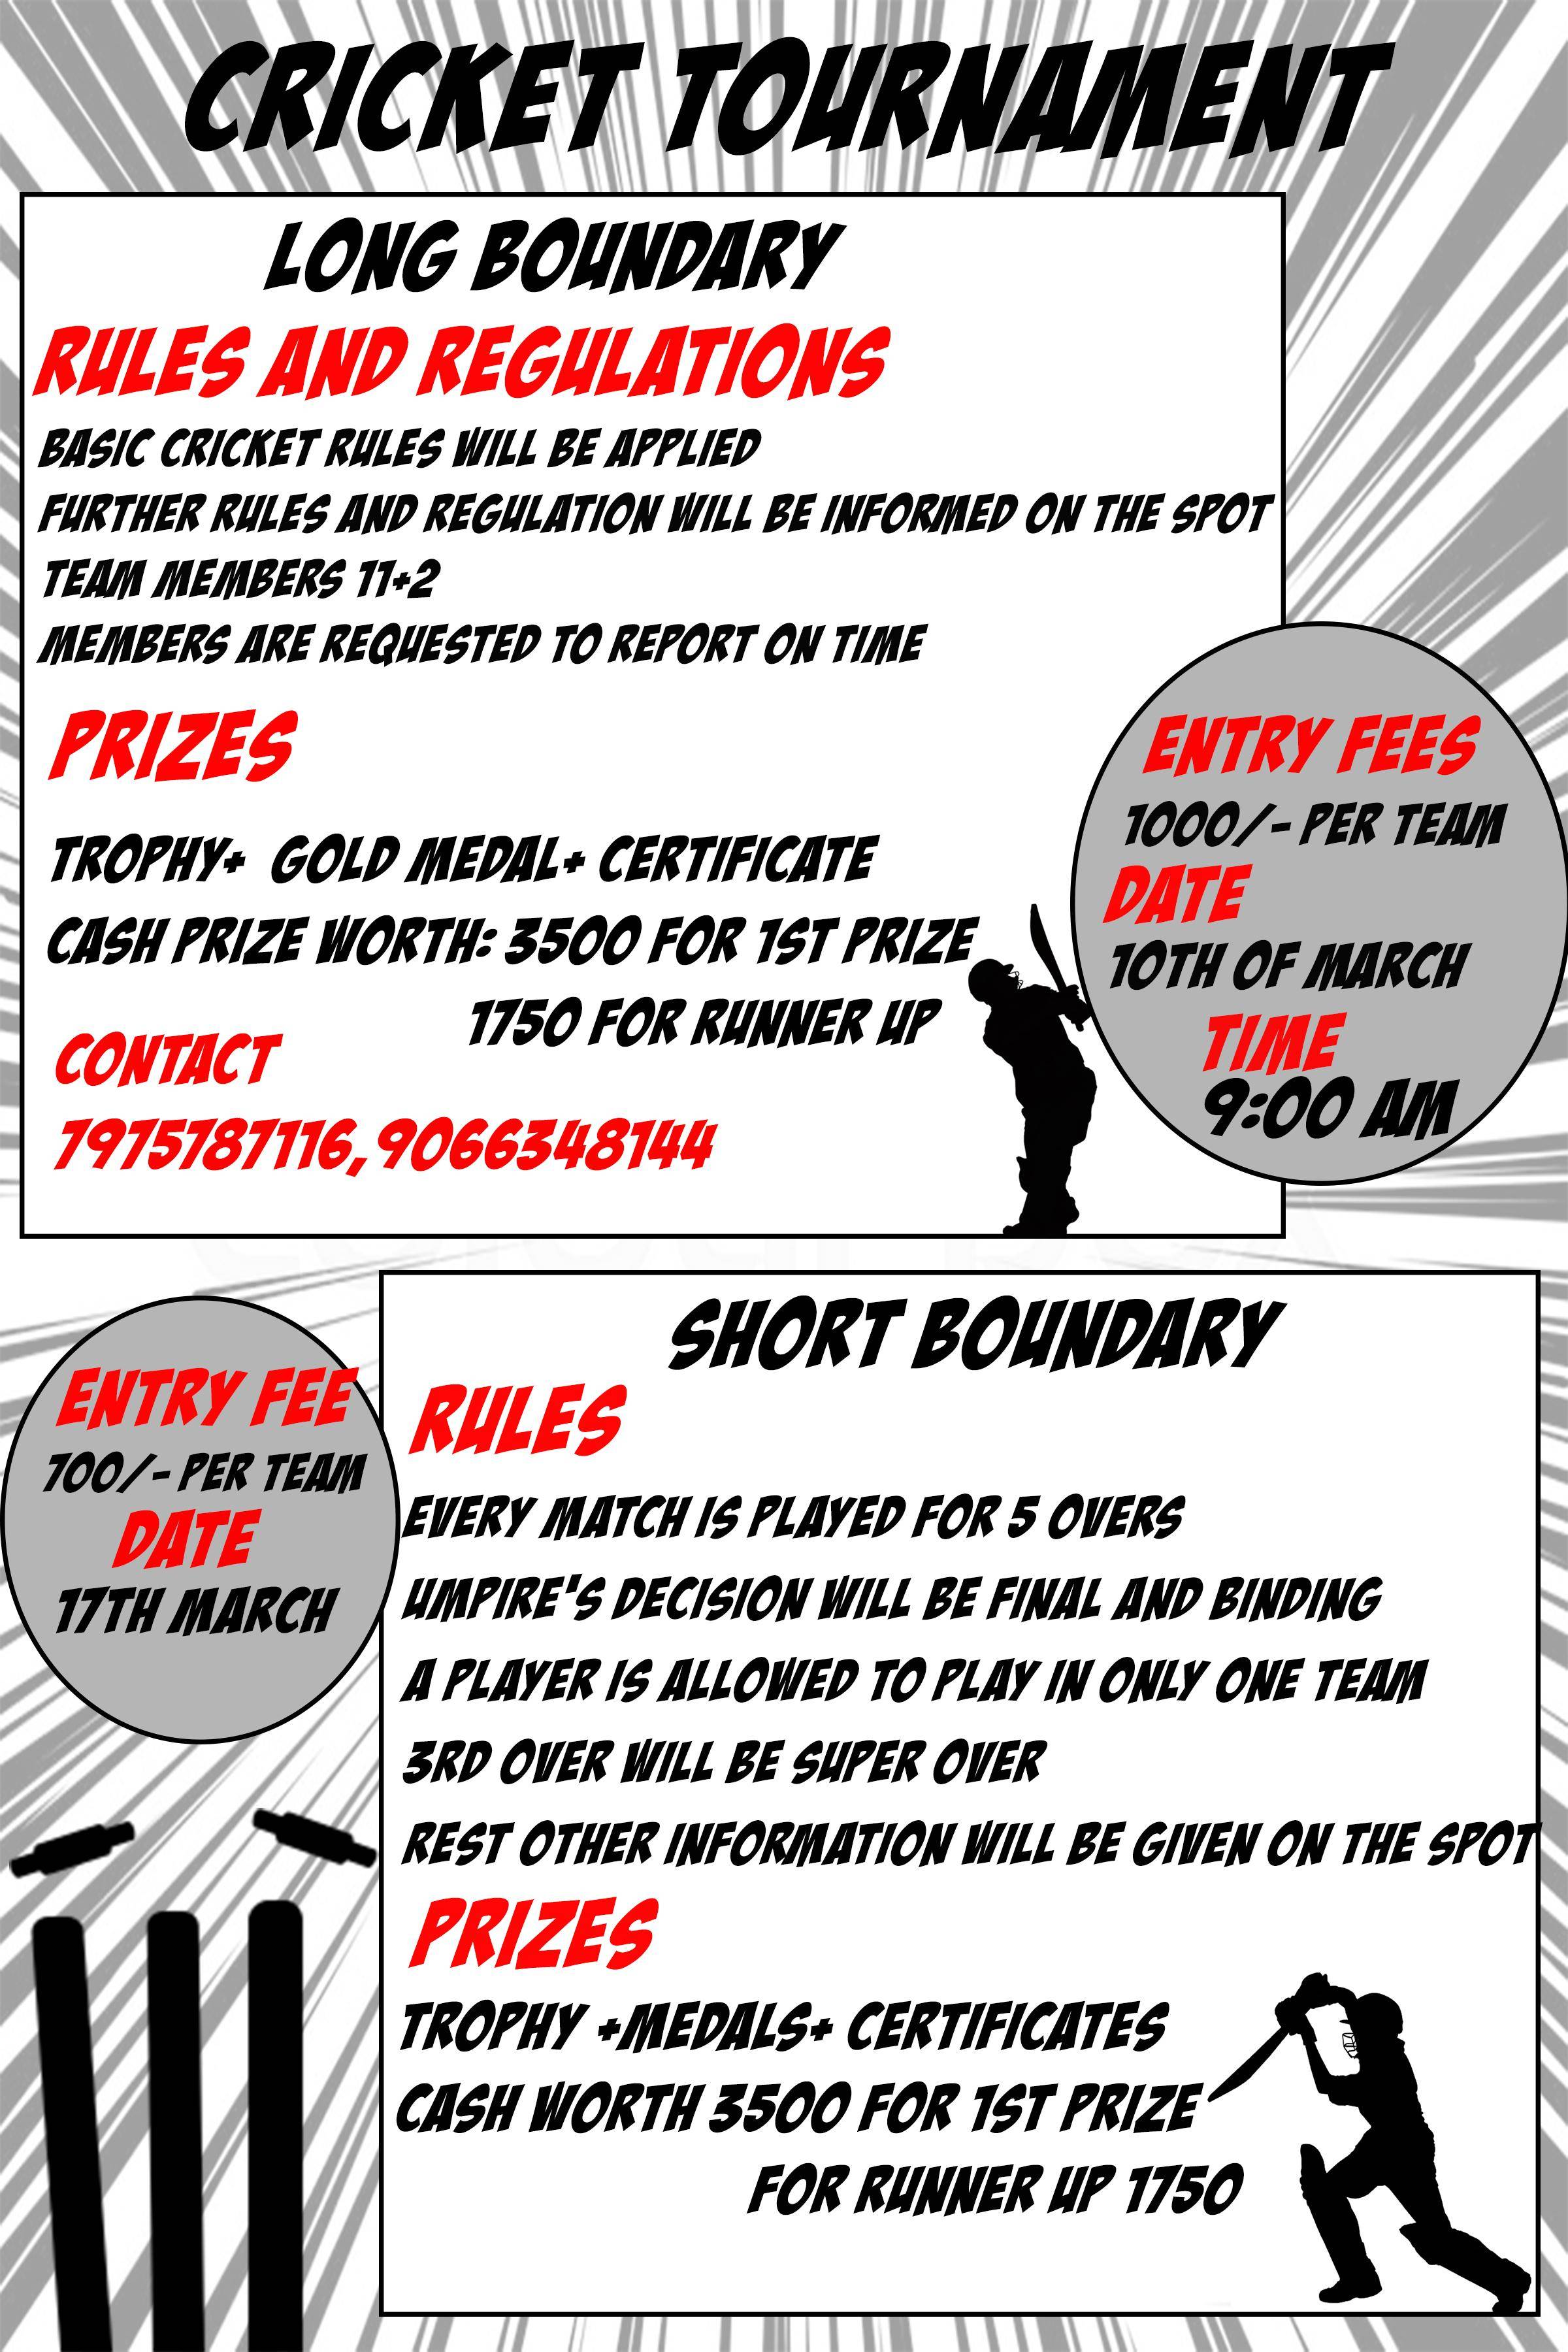 CRICKET TOURNAMENT
LONG BOUNDARY
RULES AND REGULATIONS
BASIC CRICKET RULES WILL BE APPLIED
FURTHER RULES AND REGULATION WILL BE INFORMED ON THE SPOT
TEAM MEMBERS 11+2
MEMBERS ARE REQUESTED TO REPORT ON TIME
PRIZES
TROPHY+ GOLD MEDAL+ CERTIFICATE
CASH PRIZE WORTH: 3500 FOR 1ST PRIZE
1750 FOR RUNNER UP
CONTACT
7975787116,9066348144
ENTRY FEES
1000/- PER TEAM
DATE
10TH OF MARCH
TIME
9:00 AM
ENTRY FEE
700/- PER TEAM
DATE
17TH MARCH
SHORT BOUNDARY
RULES
EVERY MATCH IS PLAYED FOR 5 OVERS
UMPIRE'S DECISION WILL BE FINAL AND BINDING
A PLAYER IS ALLOWED TO PLAY IN ONLY ONE TEAM
3RD OVER WILL BE SUPER OVER
REST OTHER INFORMATION WILL BE GIVEN ON THE SPOT
PRIZES
TROPHY +MEDALS+ CERTIFICATES
CASH WORTH 3500 FOR 1ST PRIZE
FOR RUNNER UP 1750